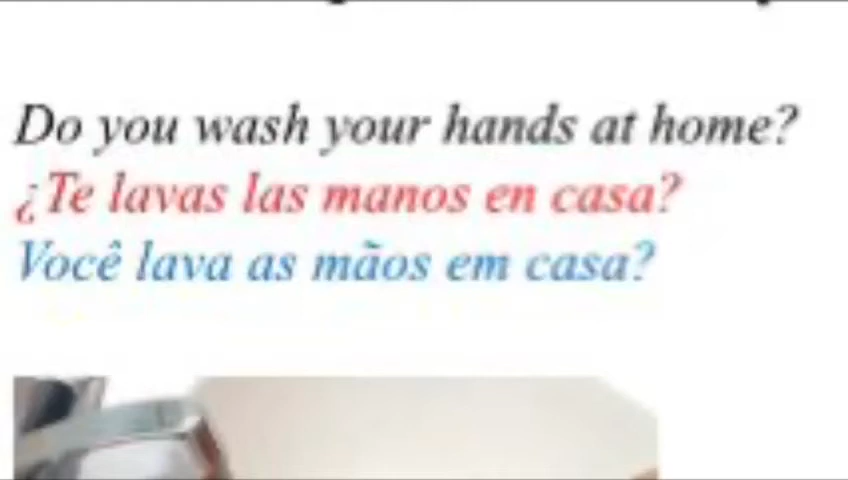 Do you wash your hands at home?
¿Te lavas las manos en casa?
Você lava as mãos em casa?